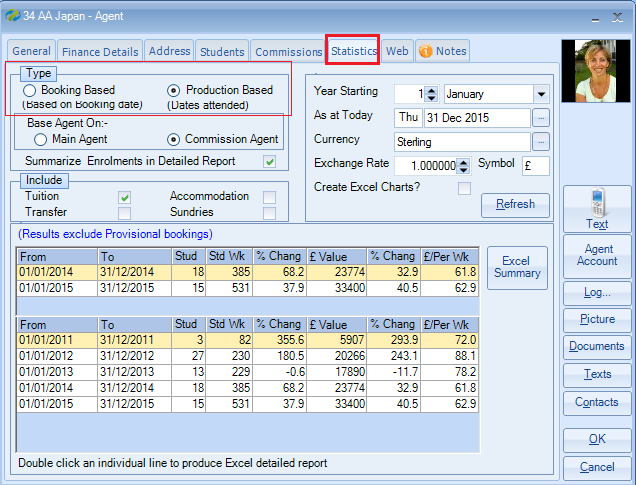 34 AA Japan - Agent
General Finance Details Address Students Commissions Statistics Web Notes
Type
Booking Based Production Based
(Based on Booking date) (Dates attended)
Base Agent On:-
Main Agent Commission Agent
Summarize Enrolments in Detailed Report
Include
Tuition Accommodation
Transfer Sundries
Year Starting 1 January
As at Today Thu 31 Dec 2015 ...
Currency Sterling ...
Exchange Rate 1.000000 Symbol £
Create Excel Charts?
Refresh
(Results exclude Provisional bookings)
From To Stud Std Wk % Chang £ Value % Chang £/Per Wk
01/01/2014 31/12/2014 18 385 68.2 23774 32.9 61.8
01/01/2015 31/12/2015 15 531 37.9 33400 40.5 62.9
Excel
Summary
From To Stud Std Wk % Chang £ Value % Chang £/Per Wk
01/01/2011 31/12/2011 3 82 355.6 5907 293.9 72.0
01/01/2012 31/12/2012 27 230 180.5 20266 243.1 88.1
01/01/2013 31/12/2013 13 229 -0.6 17890 -11.7 78.2
01/01/2014 31/12/2014 18 385 68.2 23774 32.9 61.8
01/01/2015 31/12/2015 15 531 37.9 33400 40.5 62.9
Double click an individual line to produce Excel detailed report
Text
Agent
Account
Log...
Picture
Documents
Texts
Contacts
OK
Cancel